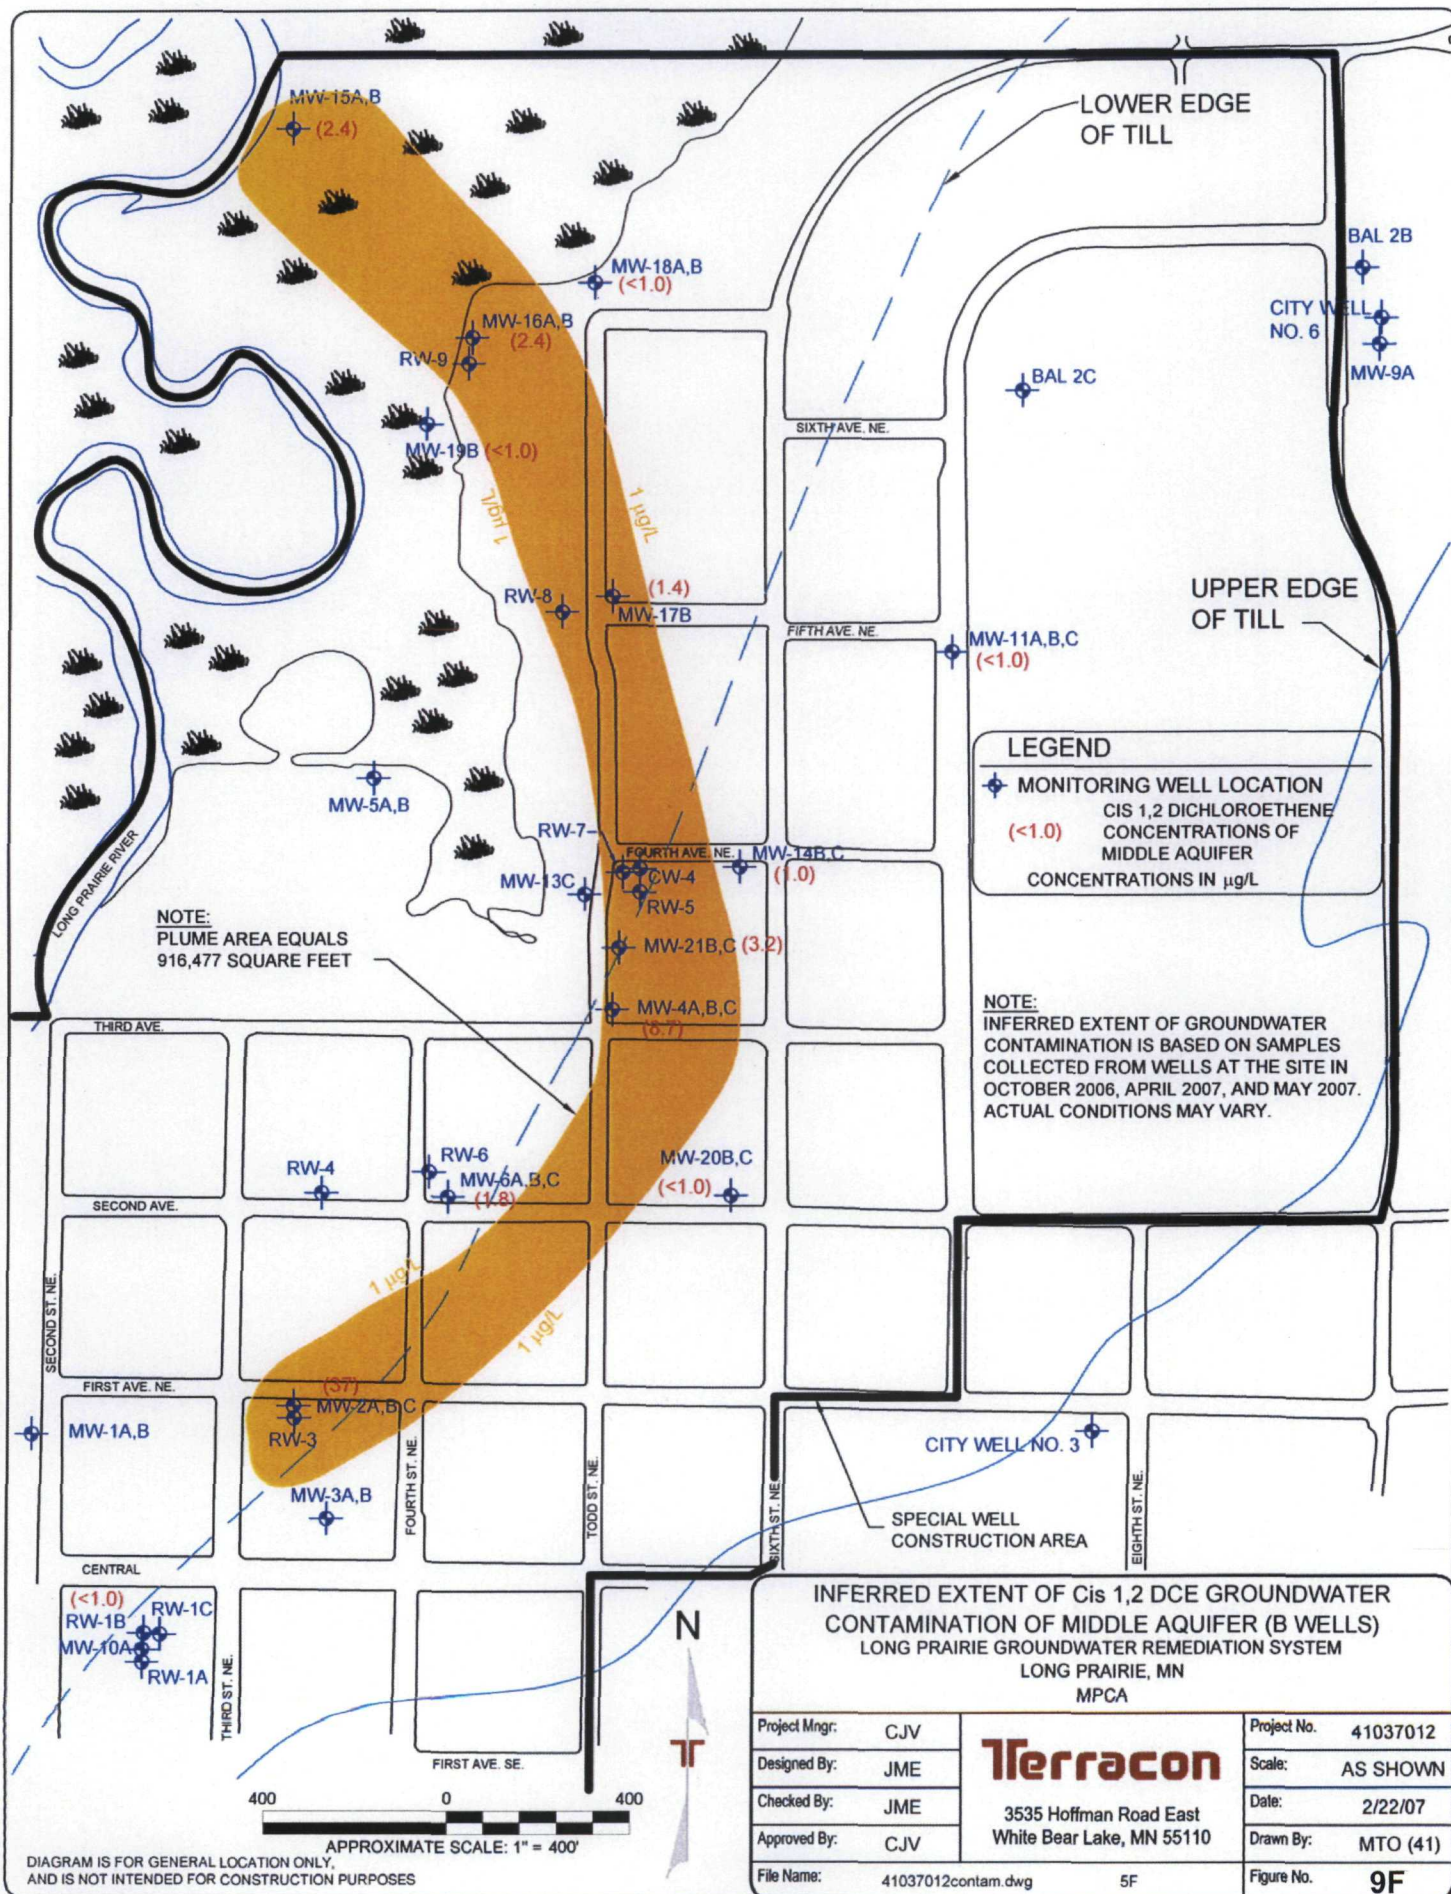 MW-15A,B
(2.4)
LOWER EDGE
OF TILL
MW-18A,B
(<1.0)
BAL 2B
CITY WELL
NO. 6
MW-9A
MW-16A,B
(2.4)
RW-9
BAL 2C
SIXTH AVE. NE.
MW-19B (<1.0)
1 µg/L
1 µg/L
UPPER EDGE
OF TILL
RW-8
(1.4)
MW-17B
FIFTH AVE. NE.
MW-11A,B,C
(<1.0)
LEGEND
MONITORING WELL LOCATION
(<1.0)
CIS 1,2 DICHLOROETHENE
CONCENTRATIONS OF
MIDDLE AQUIFER
CONCENTRATIONS IN µg/L
MW-5A,B
LONG PRAIRIE RIVER
RW-7
FOURTH AVE. NE.
MW-14B,C
(1.0)
CW-4
MW-13C
RW-5
NOTE:
PLUME AREA EQUALS
916,477 SQUARE FEET
MW-21B,C (3.2)
MW-4A,B,C
(8.7)
THIRD AVE.
NOTE:
INFERRED EXTENT OF GROUNDWATER
CONTAMINATION IS BASED ON SAMPLES
COLLECTED FROM WELLS AT THE SITE IN
OCTOBER 2006, APRIL 2007, AND MAY 2007.
ACTUAL CONDITIONS MAY VARY.
RW-4
RW-6
MW-6A,B,C
(1.8)
MW-20B,C
(<1.0)
SECOND AVE.
SECOND ST. NE.
1 µg/L
1 µg/L
FIRST AVE. NE.
(37)
MW-2A,B,C
RW-3
MW-1A,B
MW-3A,B
FOURTH ST. NE.
TODD ST. NE.
SIXTH ST. NE.
CITY WELL NO. 3
EIGHTH ST. NE.
SPECIAL WELL
CONSTRUCTION AREA
CENTRAL
(<1.0)
RW-1B
RW-1C
MW-10A
RW-1A
THIRD ST. NE.
FIRST AVE. SE.
N
400 0 400
APPROXIMATE SCALE: 1" = 400'
DIAGRAM IS FOR GENERAL LOCATION ONLY,
AND IS NOT INTENDED FOR CONSTRUCTION PURPOSES
INFERRED EXTENT OF Cis 1,2 DCE GROUNDWATER
CONTAMINATION OF MIDDLE AQUIFER (B WELLS)
LONG PRAIRIE GROUNDWATER REMEDIATION SYSTEM
LONG PRAIRIE, MN
MPCA
Project Mngr: CJV
Designed By: JME
Checked By: JME
Approved By: CJV
File Name: 41037012contam.dwg 5F
Terracon
3535 Hoffman Road East
White Bear Lake, MN 55110
Project No. 41037012
Scale: AS SHOWN
Date: 2/22/07
Drawn By: MTO (41)
Figure No. 9F